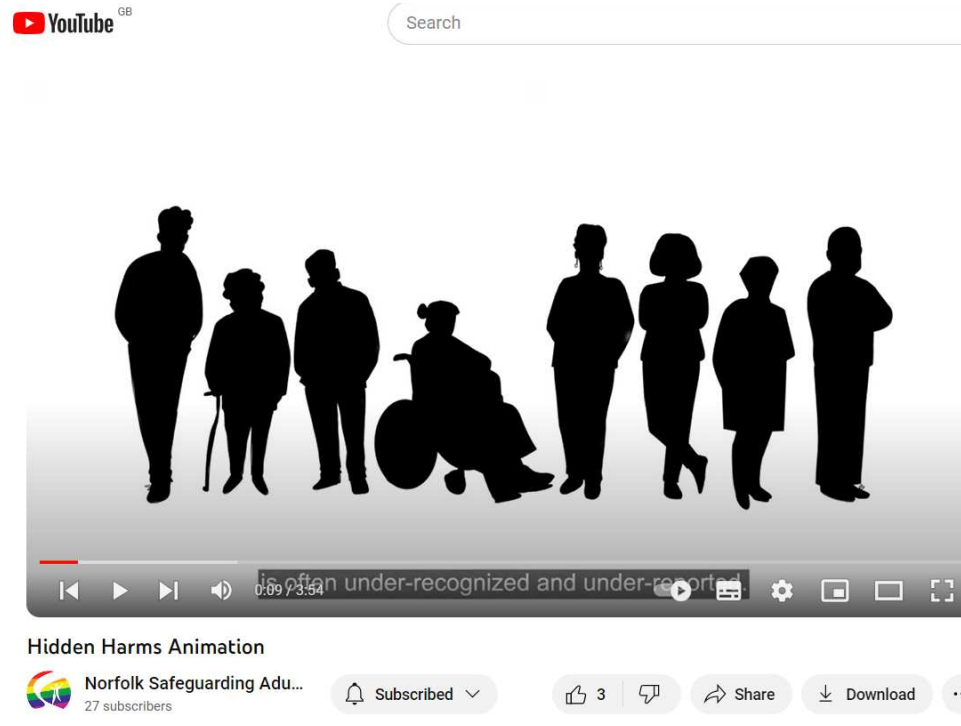 YouTube GB
Search
is often under-recognized and under-reported.
0:09 / 3:54
Hidden Harms Animation
Norfolk Safeguarding Adu...
27 subscribers
Subscribed
3
Share
Download